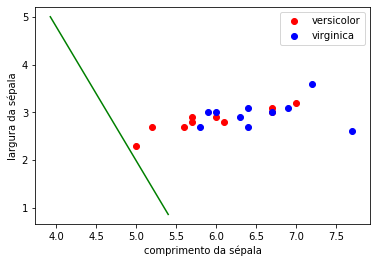 versicolor
virginica
largura da sépala
5
4
3
2
1
4.0 4.5 5.0 5.5 6.0 6.5 7.0 7.5
comprimento da sépala